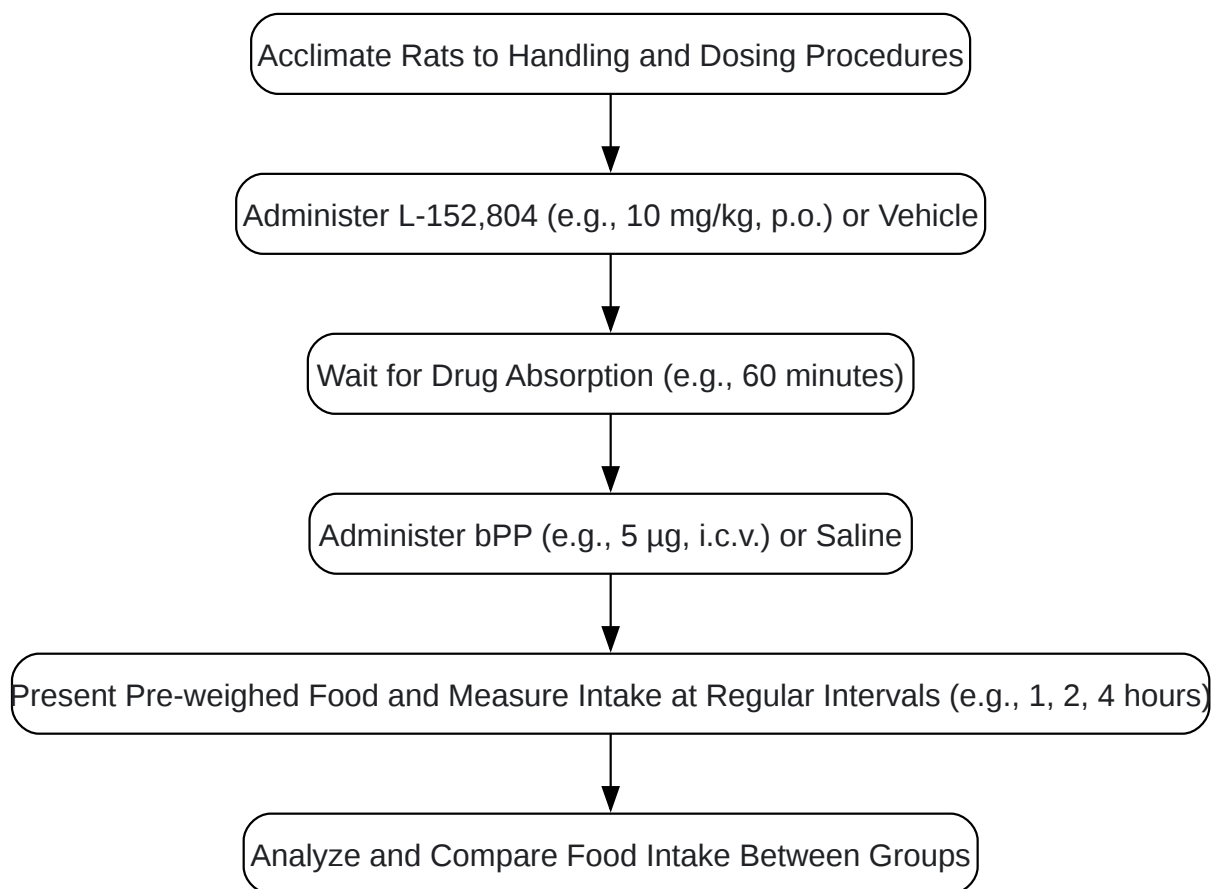 Acclimate Rats to Handling and Dosing Procedures
Administer L-152,804 (e.g., 10 mg/kg, p.o.) or Vehicle
Wait for Drug Absorption (e.g., 60 minutes)
Administer bPP (e.g., 5 µg, i.c.v.) or Saline
Present Pre-weighed Food and Measure Intake at Regular Intervals (e.g., 1, 2, 4 hours)
Analyze and Compare Food Intake Between Groups